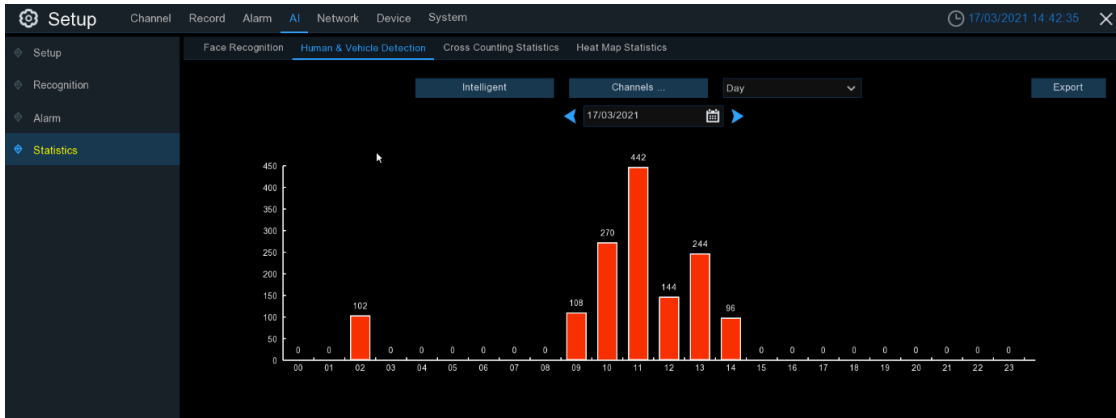 Setup Channel Record Alarm AI Network Device System 17/03/2021 14:42:35
Setup
Recognition
Alarm
Statistics
Face Recognition Human & Vehicle Detection Cross Counting Statistics Heat Map Statistics
Intelligent Channels ... Day Export
17/03/2021
450
400
350
300
250
200
150
100
50
0
0 0 102 0 0 0 0 0 0 108 270 442 144 244 96 0 0 0 0 0 0 0 0 0
00 01 02 03 04 05 06 07 08 09 10 11 12 13 14 15 16 17 18 19 20 21 22 23